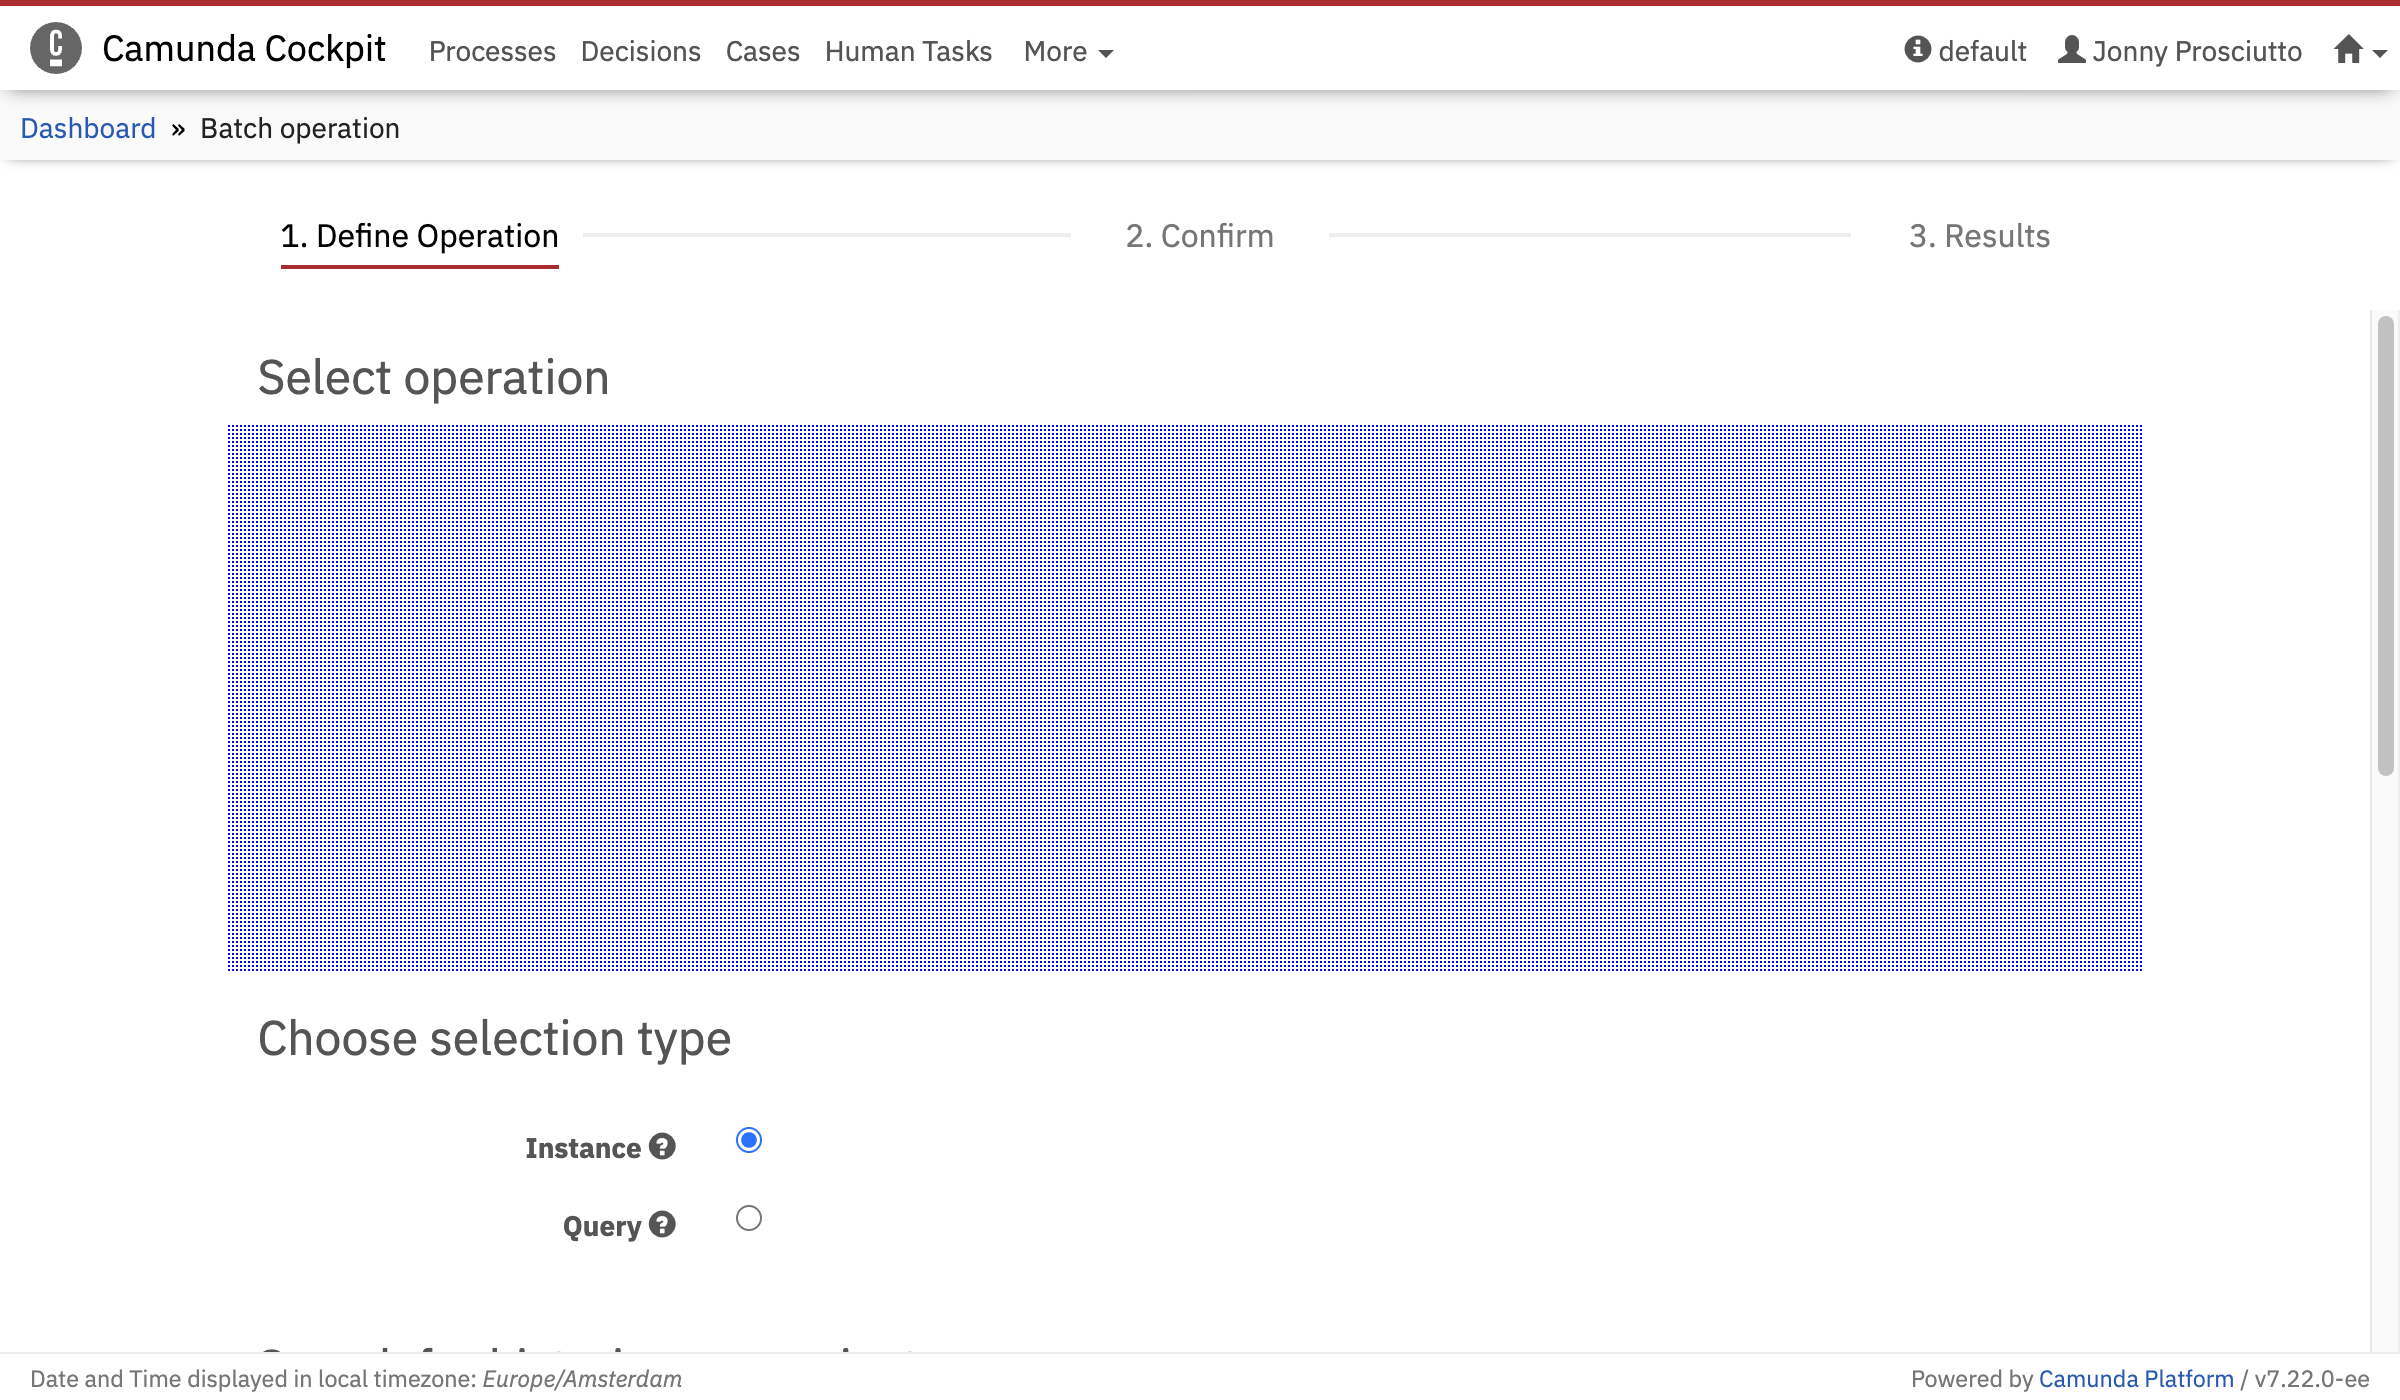 Camunda Cockpit Processes Decisions Cases Human Tasks More default Jonny Prosciutto
Dashboard » Batch operation
1. Define Operation 2. Confirm 3. Results
Select operation
Choose selection type
Instance
Query
Date and Time displayed in local timezone: Europe/Amsterdam Powered by Camunda Platform / v7.22.0-ee